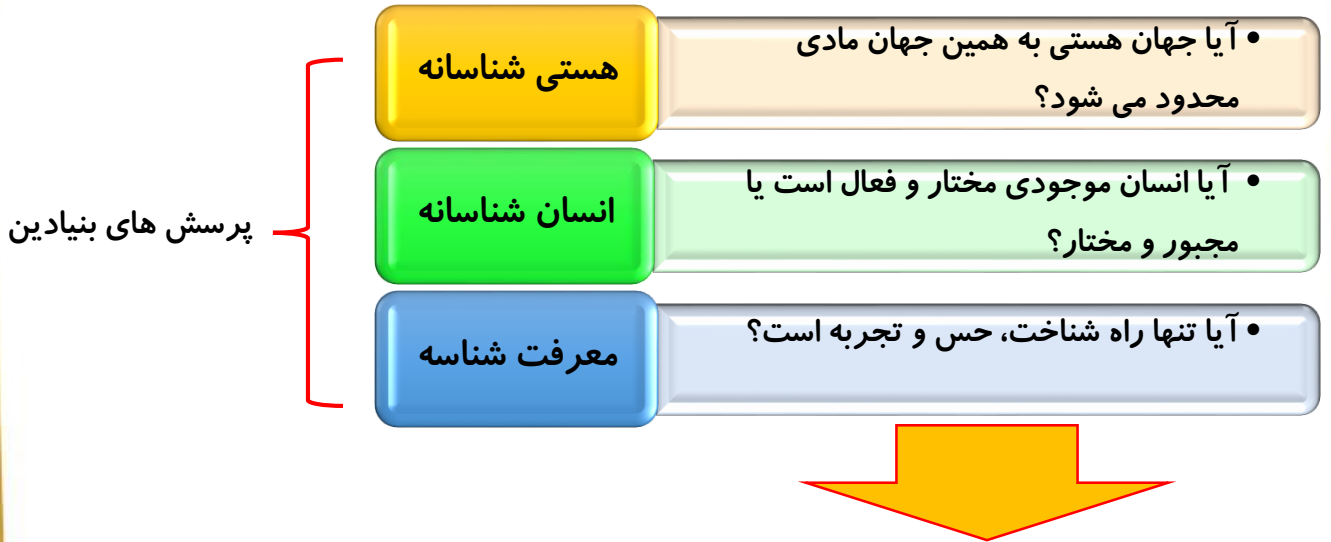 پرسش های بنیادین
هستی شناسانه
• آیا جهان هستی به همین جهان مادی
محدود می شود؟
انسان شناسانه
• آیا انسان موجودی مختار و فعال است یا
مجبور و مختار؟
معرفت شناسه
• آیا تنها راه شناخت، حس و تجربه است؟